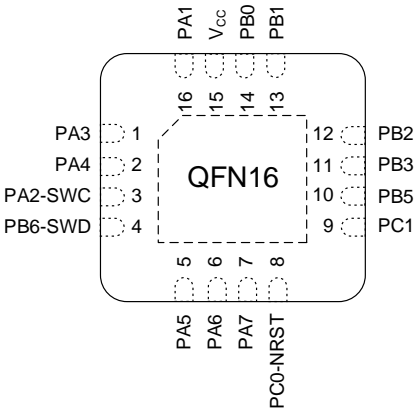 PA1 Vcc PB0 PB1
16 15 14 13
PA3 1 12 PB2
PA4 2 QFN16 11 PB3
PA2-SWC 3 10 PB5
PB6-SWD 4 9 PC1
5 6 7 8
PA5 PA6 PA7 PC0-NRST